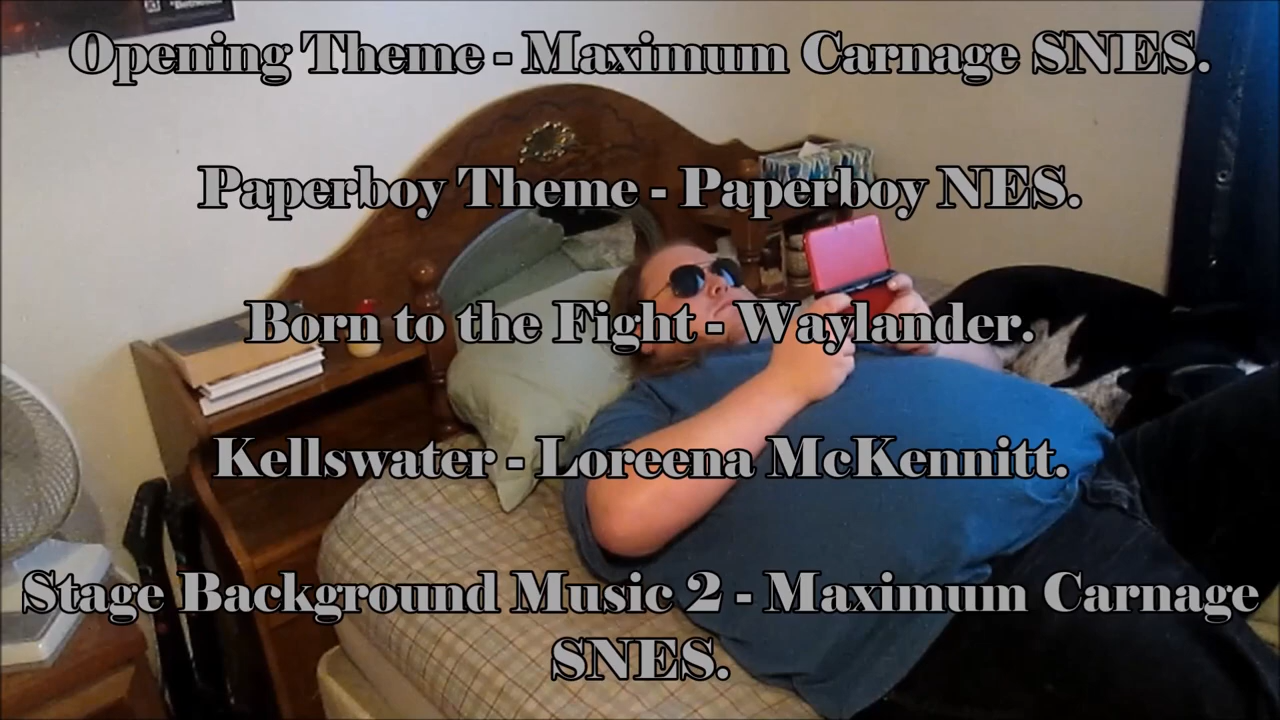 Opening Theme - Maximum Carnage SNES.
Paperboy Theme - Paperboy NES.
Born to the Fight - Waylander.
Kellswater - Loreena McKennitt.
Stage Background Music 2 - Maximum Carnage
SNES.